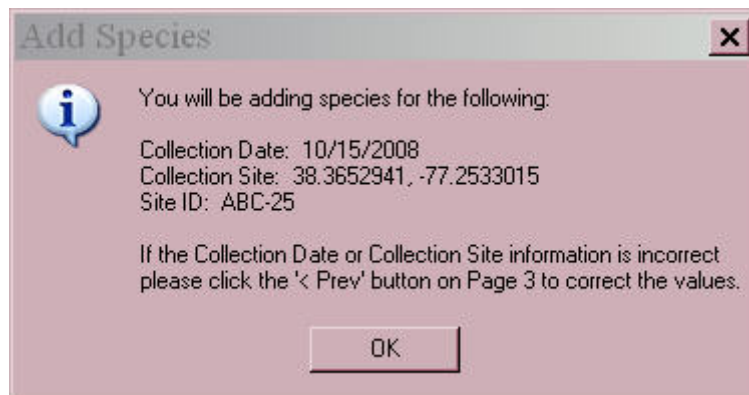 Add Species
You will be adding species for the following:
Collection Date: 10/15/2008
Collection Site: 38.3652941, -77.2533015
Site ID: ABC-25
If the Collection Date or Collection Site information is incorrect
please click the '< Prev' button on Page 3 to correct the values.
OK